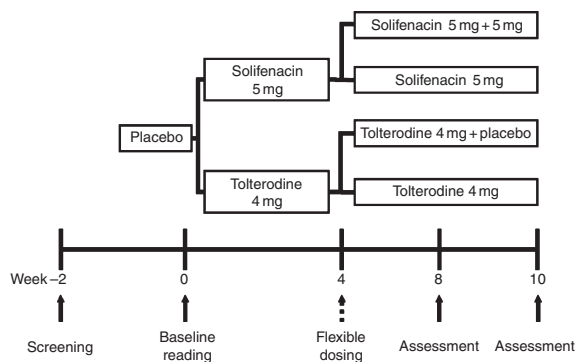 Solifenacin 5 mg + 5 mg
Solifenacin
5 mg
Solifenacin 5 mg
Placebo
Tolterodine 4 mg + placebo
Tolterodine
4 mg
Tolterodine 4 mg
Week –2
0
4
8
10
Screening
Baseline
reading
Flexible
dosing
Assessment
Assessment